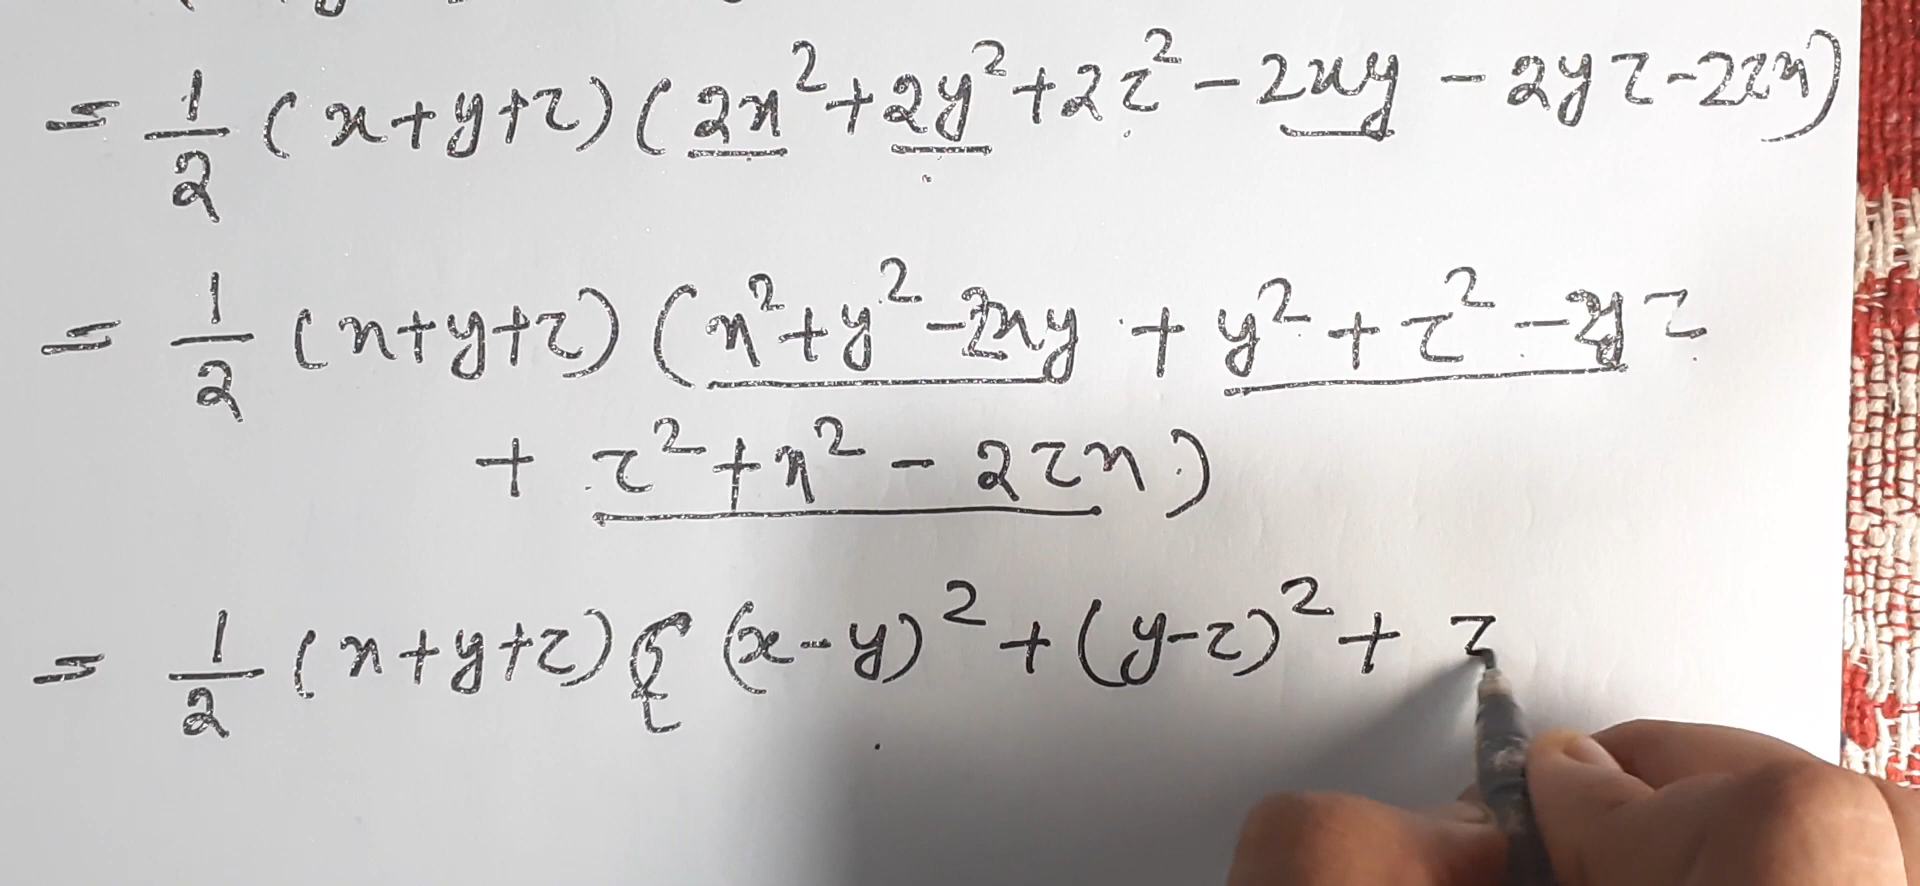 = 1/2 (x+y+z) (2x²+2y²+2z²-2xy-2yz-2zx)
= 1/2 (x+y+z) (x²+y²-2xy + y²+z²-2yz
+ z²+x²-2zx)
= 1/2 (x+y+z) { (x-y)²+(y-z)²+ z